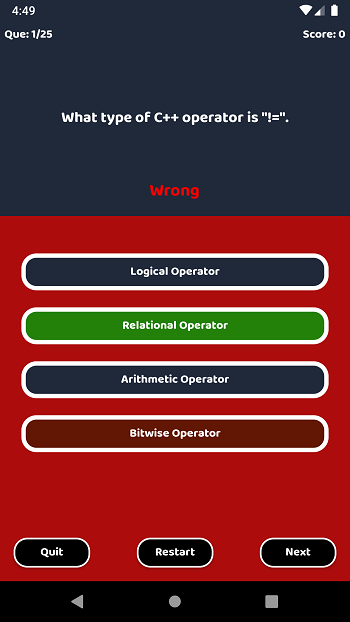 4:49
Que: 1/25 Score: 0
What type of C++ operator is "!=".
Wrong
Logical Operator
Relational Operator
Arithmetic Operator
Bitwise Operator
Quit Restart Next